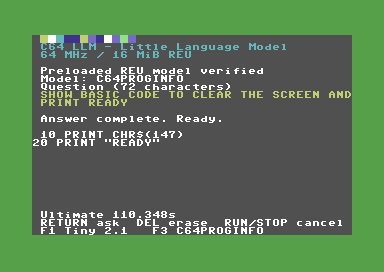 C64 LLM - Little Language Model
64 MHz / 16 MiB REU
Preloaded REU model verified
Model: C64PROGINFO
Question (72 characters)
SHOW BASIC CODE TO CLEAR THE SCREEN AND
PRINT READY
Answer complete. Ready.
10 PRINT CHR$(147)
20 PRINT "READY"
Ultimate 110.348s
RETURN ask  DEL erase  RUN/STOP cancel
F1 Tiny 2.1  F3 C64PROGINFO